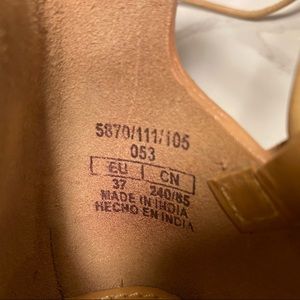 5870/111/105
053
EU CN
37 240/85
MADE IN INDIA
HECHO EN INDIA